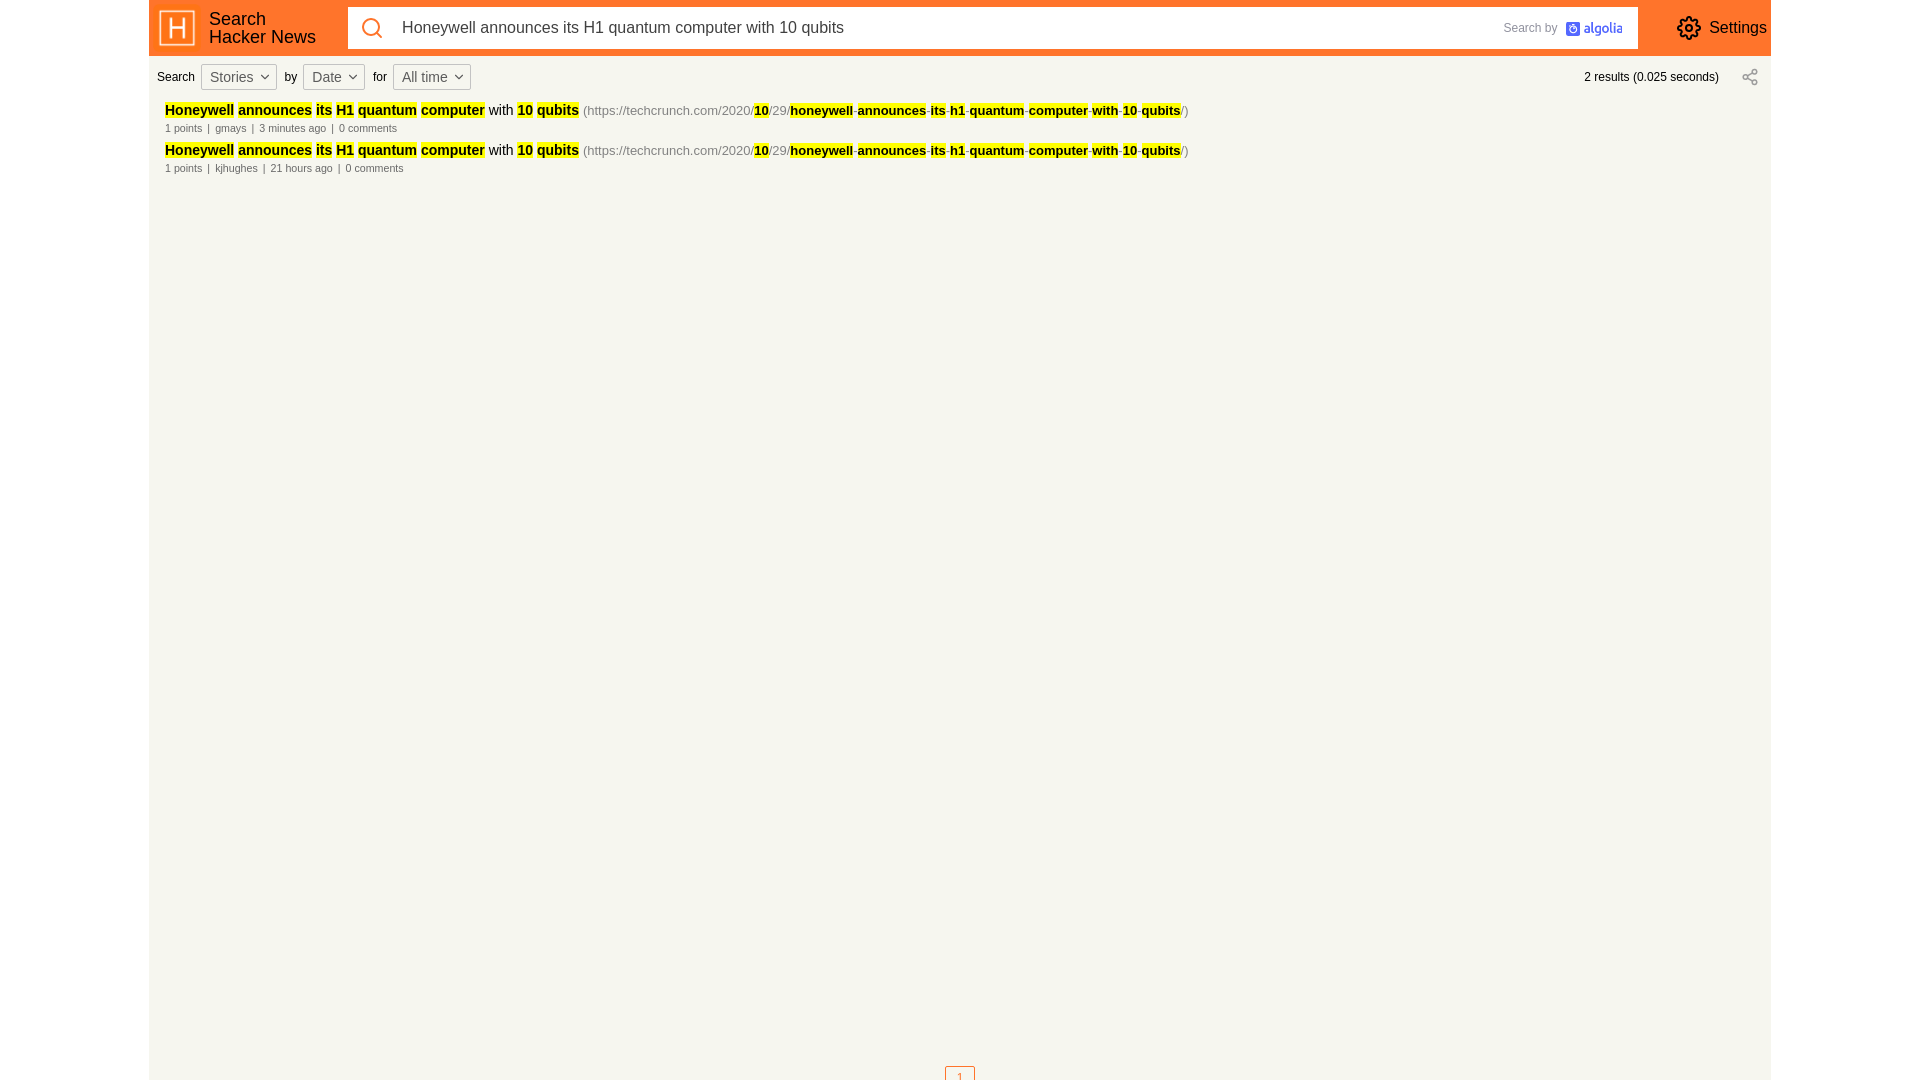 H
Search
Hacker News
Honeywell announces its H1 quantum computer with 10 qubits
Search by algolia
Settings
Search Stories by Date for All time
2 results (0.025 seconds)
Honeywell announces its H1 quantum computer with 10 qubits (https://techcrunch.com/2020/10/29/honeywell-announces-its-h1-quantum-computer-with-10-qubits/)
1 points | gmays | 3 minutes ago | 0 comments
Honeywell announces its H1 quantum computer with 10 qubits (https://techcrunch.com/2020/10/29/honeywell-announces-its-h1-quantum-computer-with-10-qubits/)
1 points | kjhughes | 21 hours ago | 0 comments
1